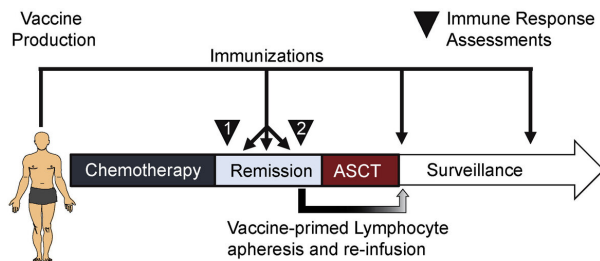 Vaccine
Production
Immune Response
Assessments
Immunizations
1
2
Chemotherapy
Remission
ASCT
Surveillance
Vaccine-primed Lymphocyte
apheresis and re-infusion